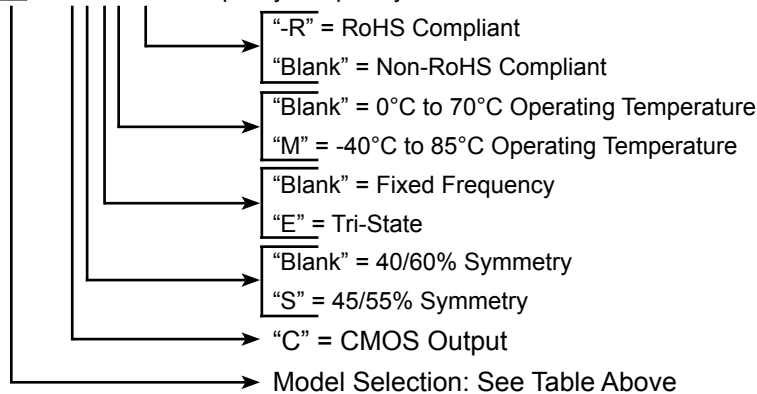 “-R” = RoHS Compliant
“Blank” = Non-RoHS Compliant
“Blank” = 0°C to 70°C Operating Temperature
“M” = -40°C to 85°C Operating Temperature
“Blank” = Fixed Frequency
“E” = Tri-State
“Blank” = 40/60% Symmetry
“S” = 45/55% Symmetry
“C” = CMOS Output
Model Selection: See Table Above